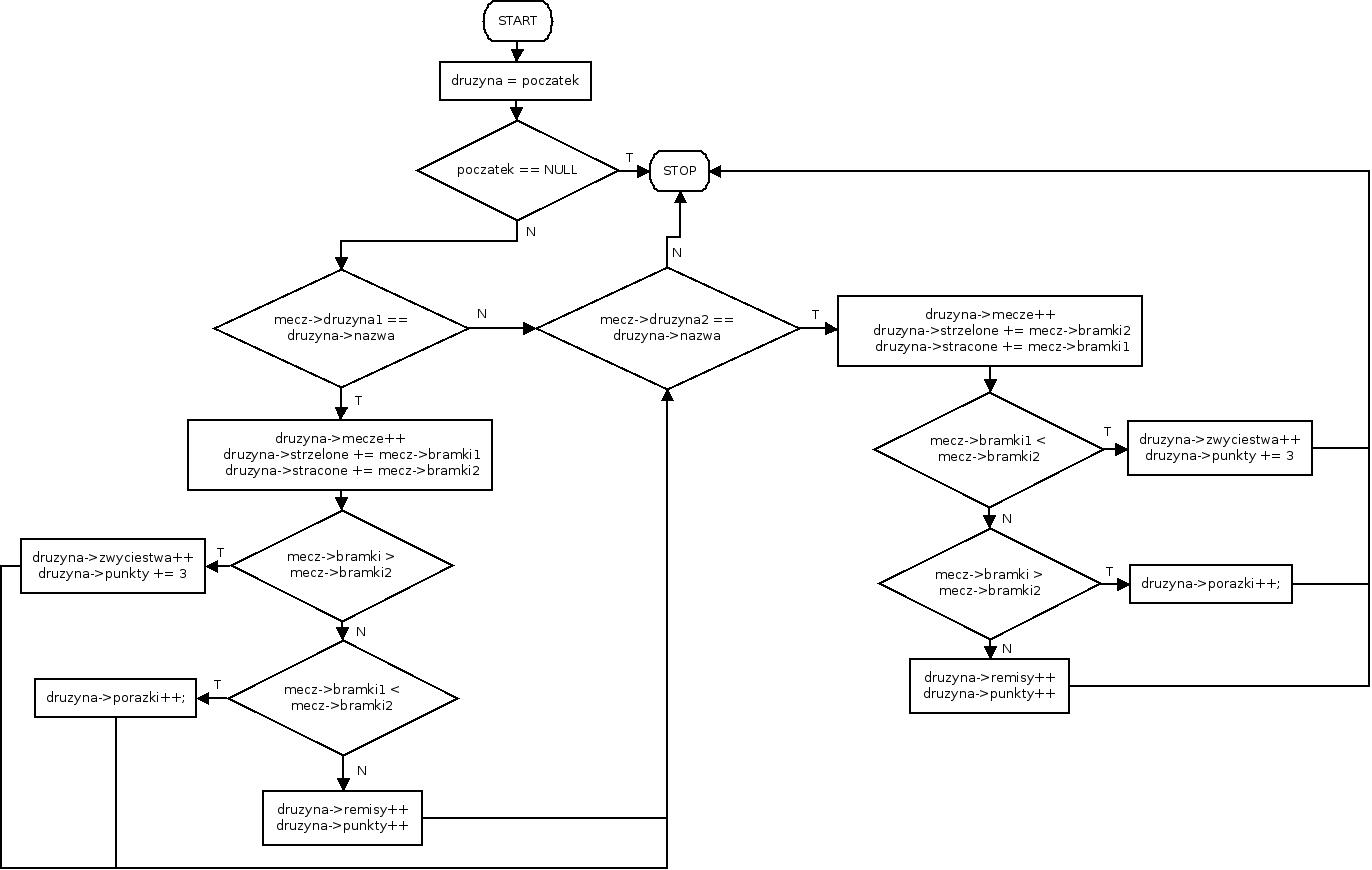 START
druzyna = poczatek
poczatek == NULL
T
STOP
N
mecz->druzyna1 ==
druzyna->nazwa
N
mecz->druzyna2 ==
druzyna->nazwa
N
T
druzyna->mecze++
druzyna->strzelone += mecz->bramki2
druzyna->stracone += mecz->bramki1
T
druzyna->mecze++
druzyna->strzelone += mecz->bramki1
druzyna->stracone += mecz->bramki2
mecz->bramki1 <
mecz->bramki2
T
druzyna->zwyciestwa++
druzyna->punkty += 3
N
mecz->bramki >
mecz->bramki2
T
druzyna->zwyciestwa++
druzyna->punkty += 3
N
mecz->bramki >
mecz->bramki2
T
druzyna->porazki++;
N
mecz->bramki1 <
mecz->bramki2
T
druzyna->porazki++;
N
druzyna->remisy++
druzyna->punkty++
N
druzyna->remisy++
druzyna->punkty++